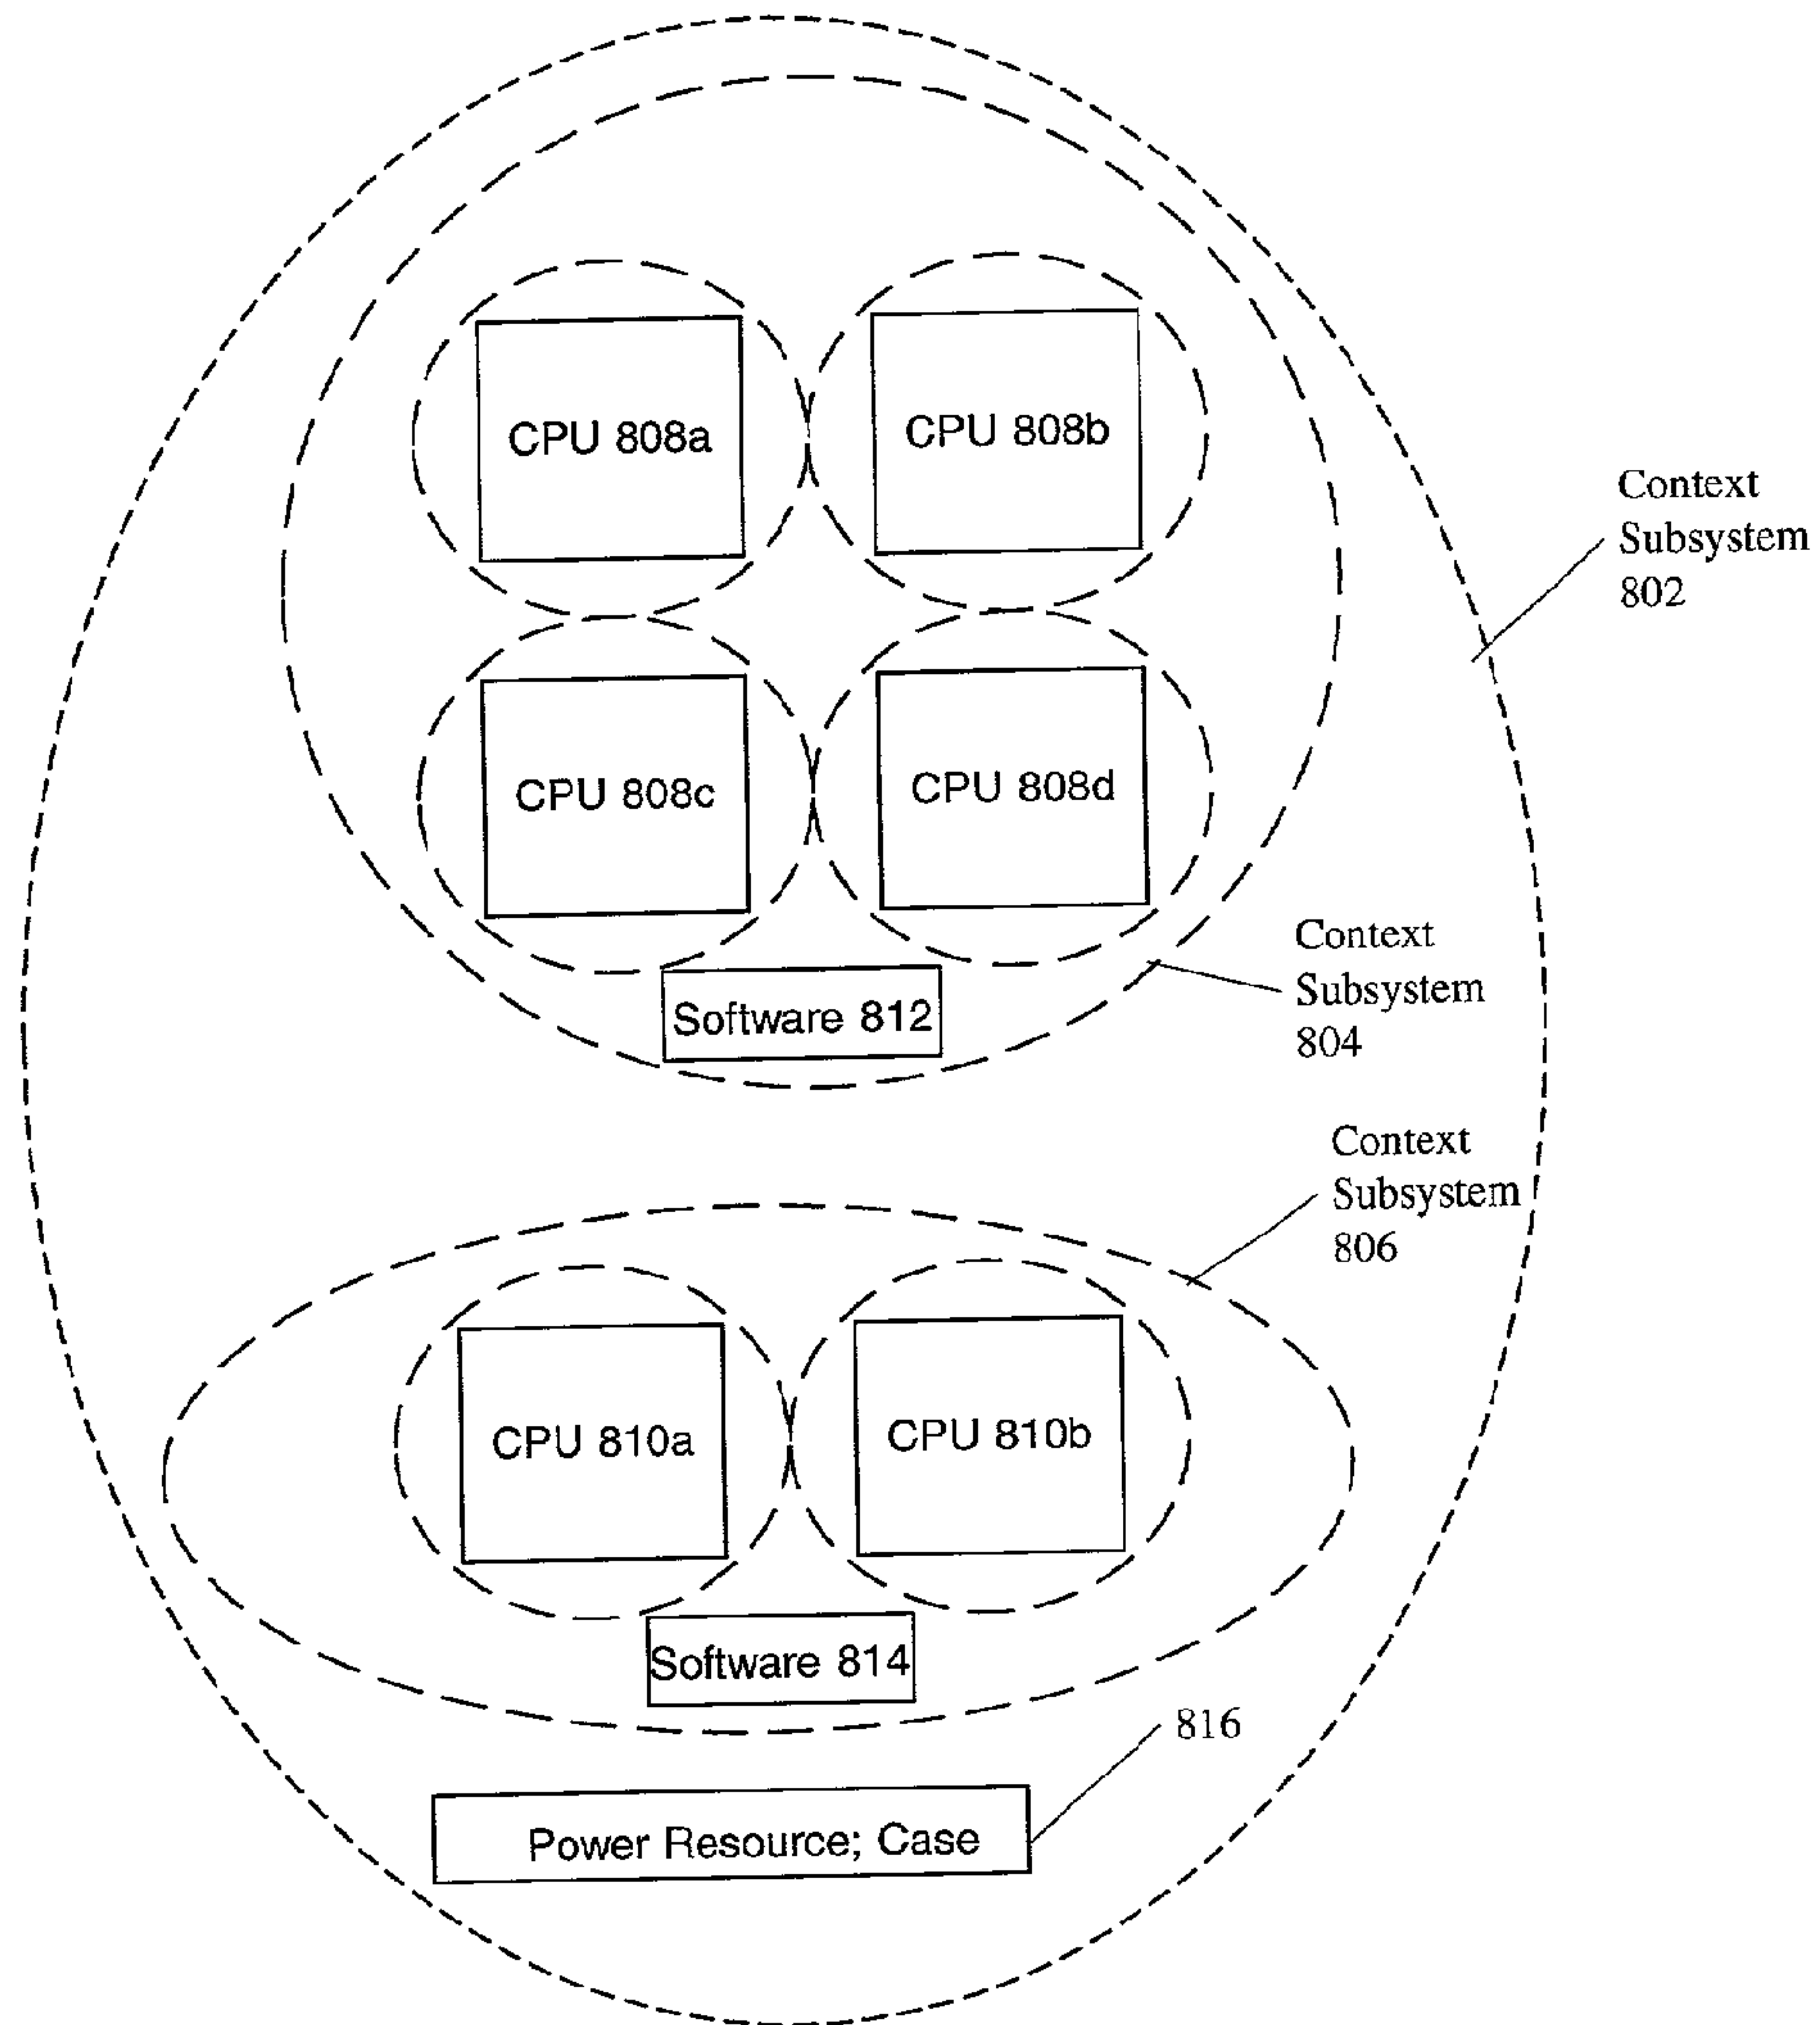 CPU 808a
CPU 808b
Context
Subsystem
802
CPU 808c
CPU 808d
Context
Subsystem
804
Software 812
Context
Subsystem
806
CPU 810a
CPU 810b
Software 814
816
Power Resource; Case